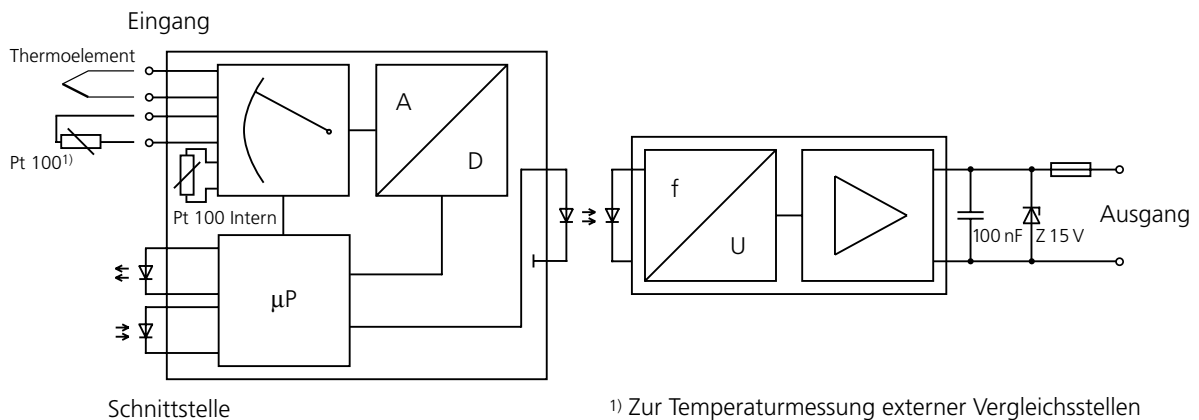 Eingang
Thermoelement
Pt 100¹⁾
Pt 100 Intern
A
D
µP
f
U
100 nF
Z 15 V
Ausgang
Schnittstelle
¹⁾ Zur Temperaturmessung externer Vergleichsstellen